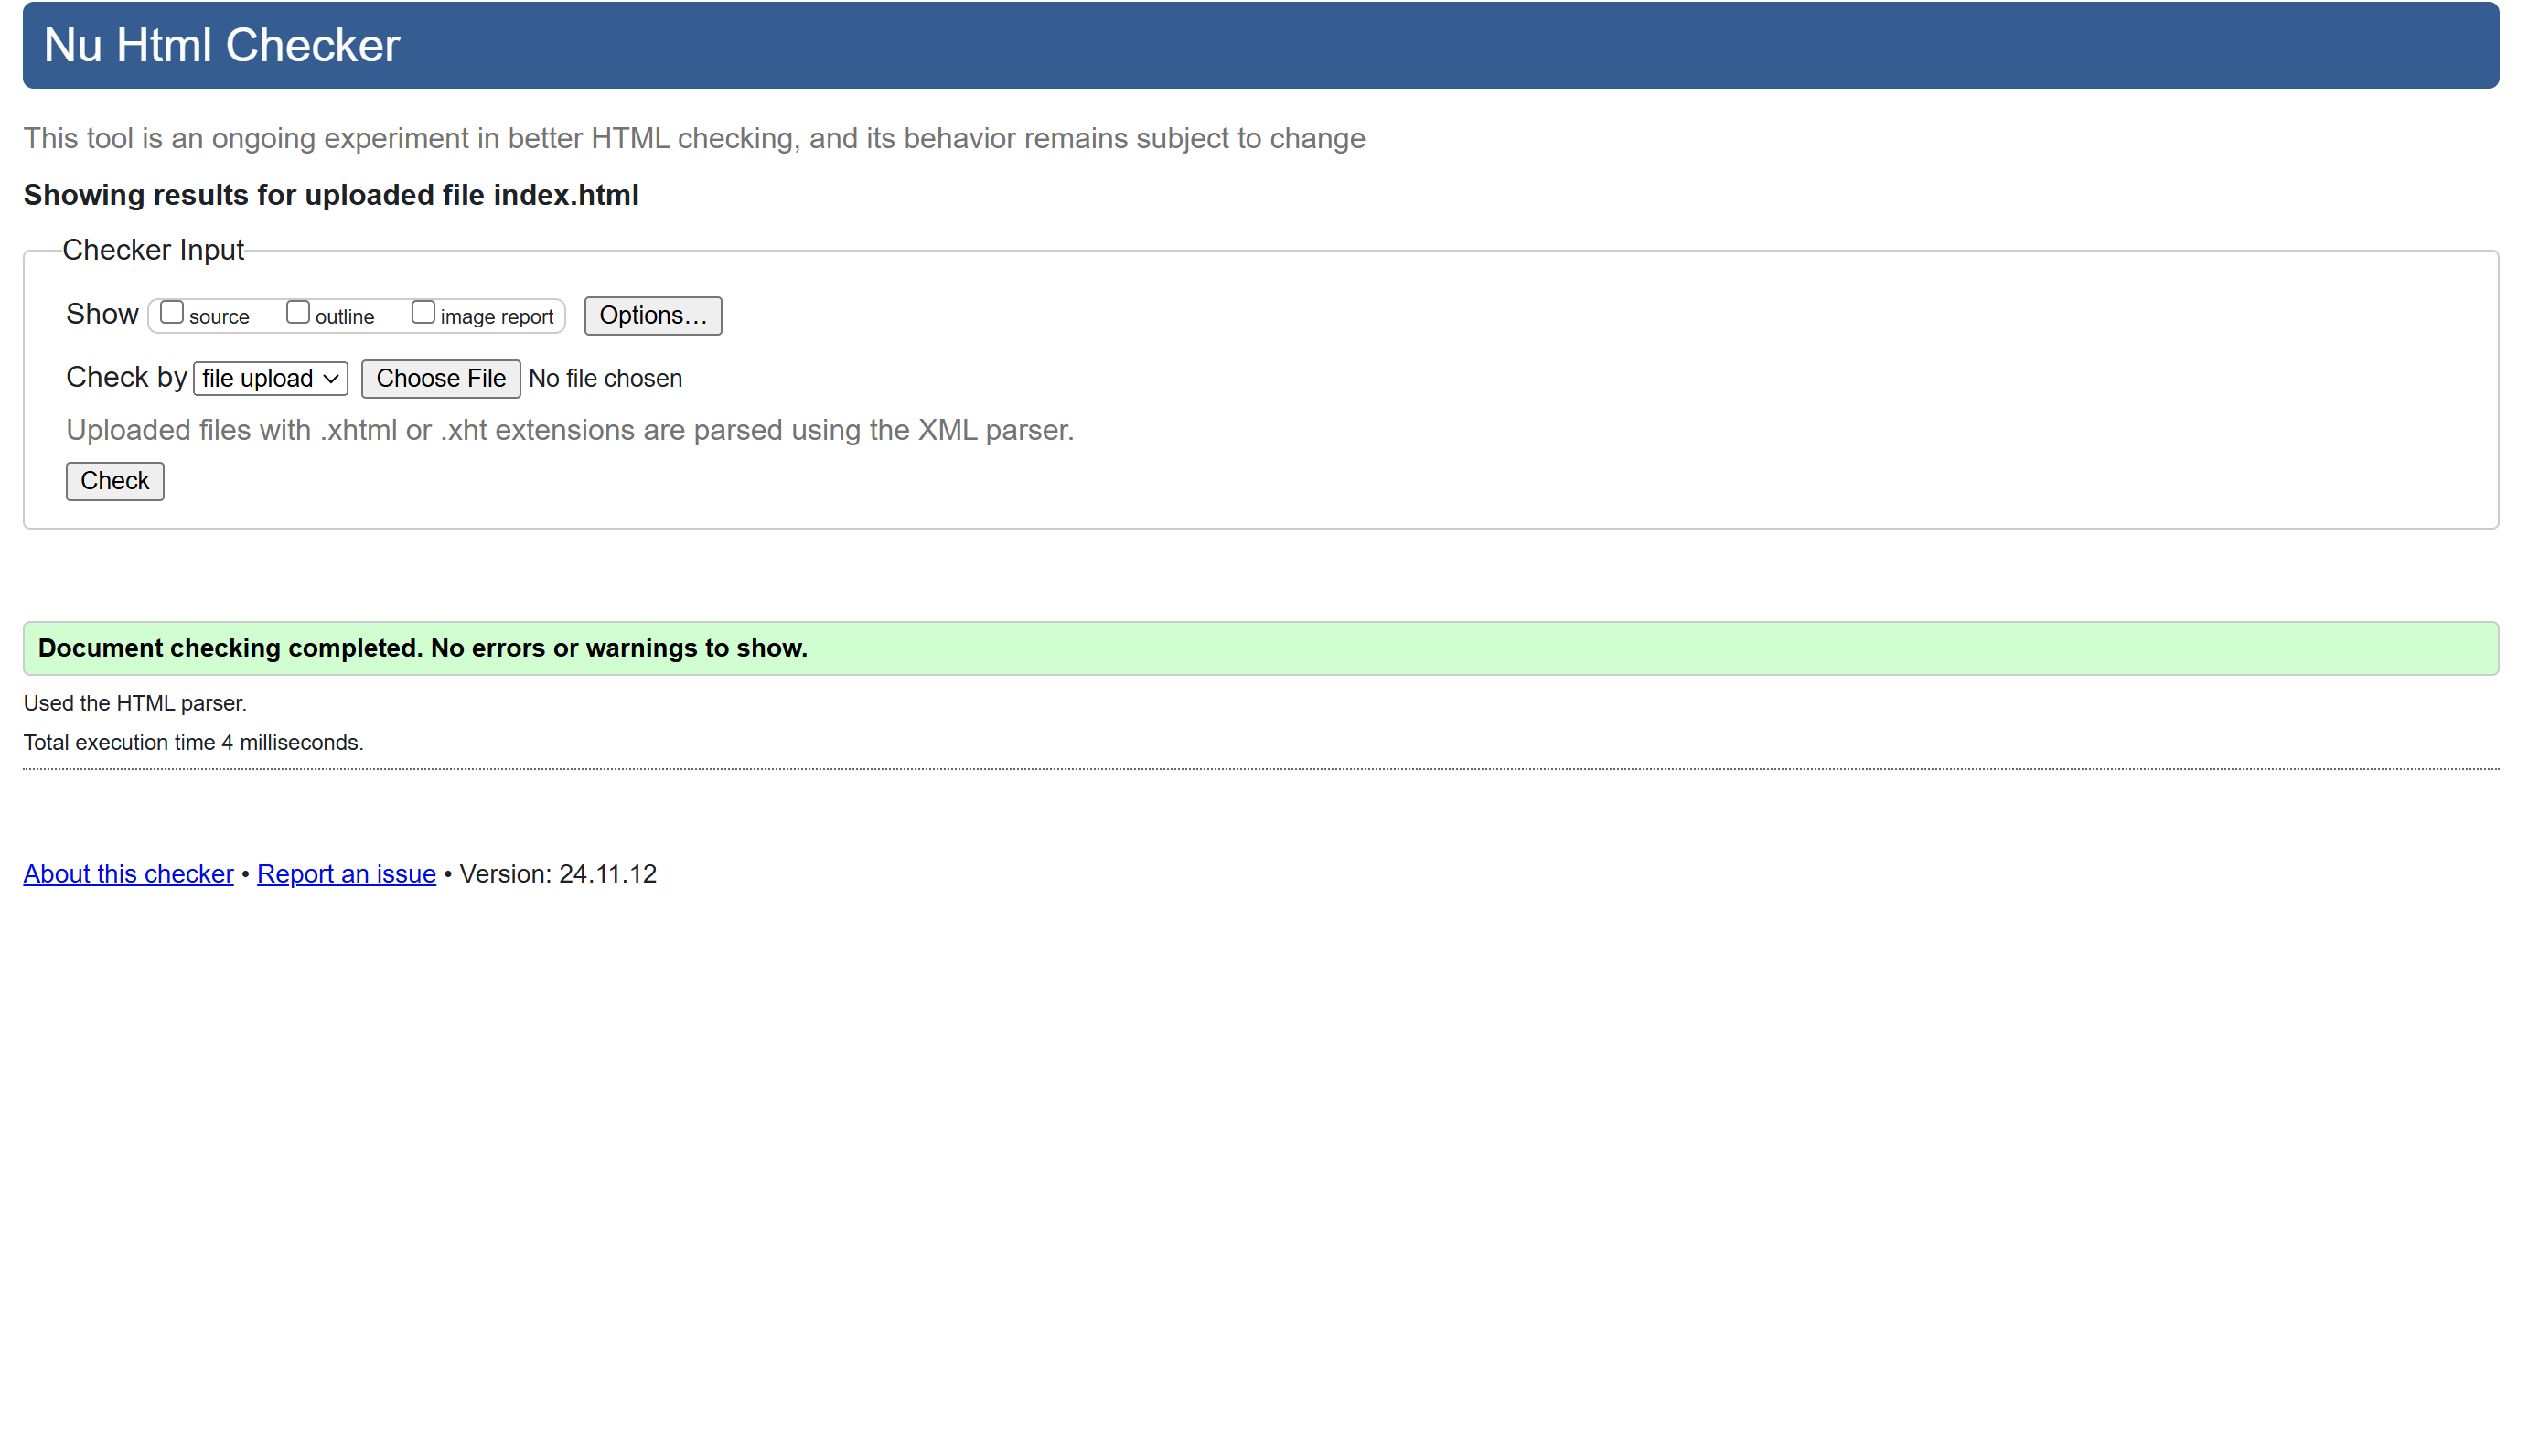 Nu Html Checker
This tool is an ongoing experiment in better HTML checking, and its behavior remains subject to change
Showing results for uploaded file index.html
Checker Input
Show source outline image report Options...
Check by file upload Choose File No file chosen
Uploaded files with .xhtml or .xht extensions are parsed using the XML parser.
Check
Document checking completed. No errors or warnings to show.
Used the HTML parser.
Total execution time 4 milliseconds.
About this checker • Report an issue • Version: 24.11.12